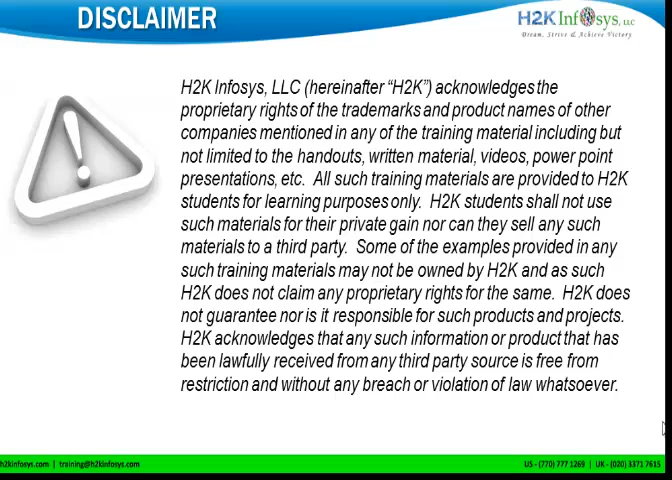 DISCLAIMER
H2K Infosys, LLC
Dream, Strive & Achieve Victory
H2K Infosys, LLC (hereinafter “H2K”) acknowledges the
proprietary rights of the trademarks and product names of other
companies mentioned in any of the training material including but
not limited to the handouts, written material, videos, power point
presentations, etc. All such training materials are provided to H2K
students for learning purposes only. H2K students shall not use
such materials for their private gain nor can they sell any such
materials to a third party. Some of the examples provided in any
such training materials may not be owned by H2K and as such
H2K does not claim any proprietary rights for the same. H2K does
not guarantee nor is it responsible for such products and projects.
H2K acknowledges that any such information or product that has
been lawfully received from any third party source is free from
restriction and without any breach or violation of law whatsoever.
h2kinfosys.com | training@h2kinfosys.com
US - (770) 777 1269 | UK - (020) 3371 7615